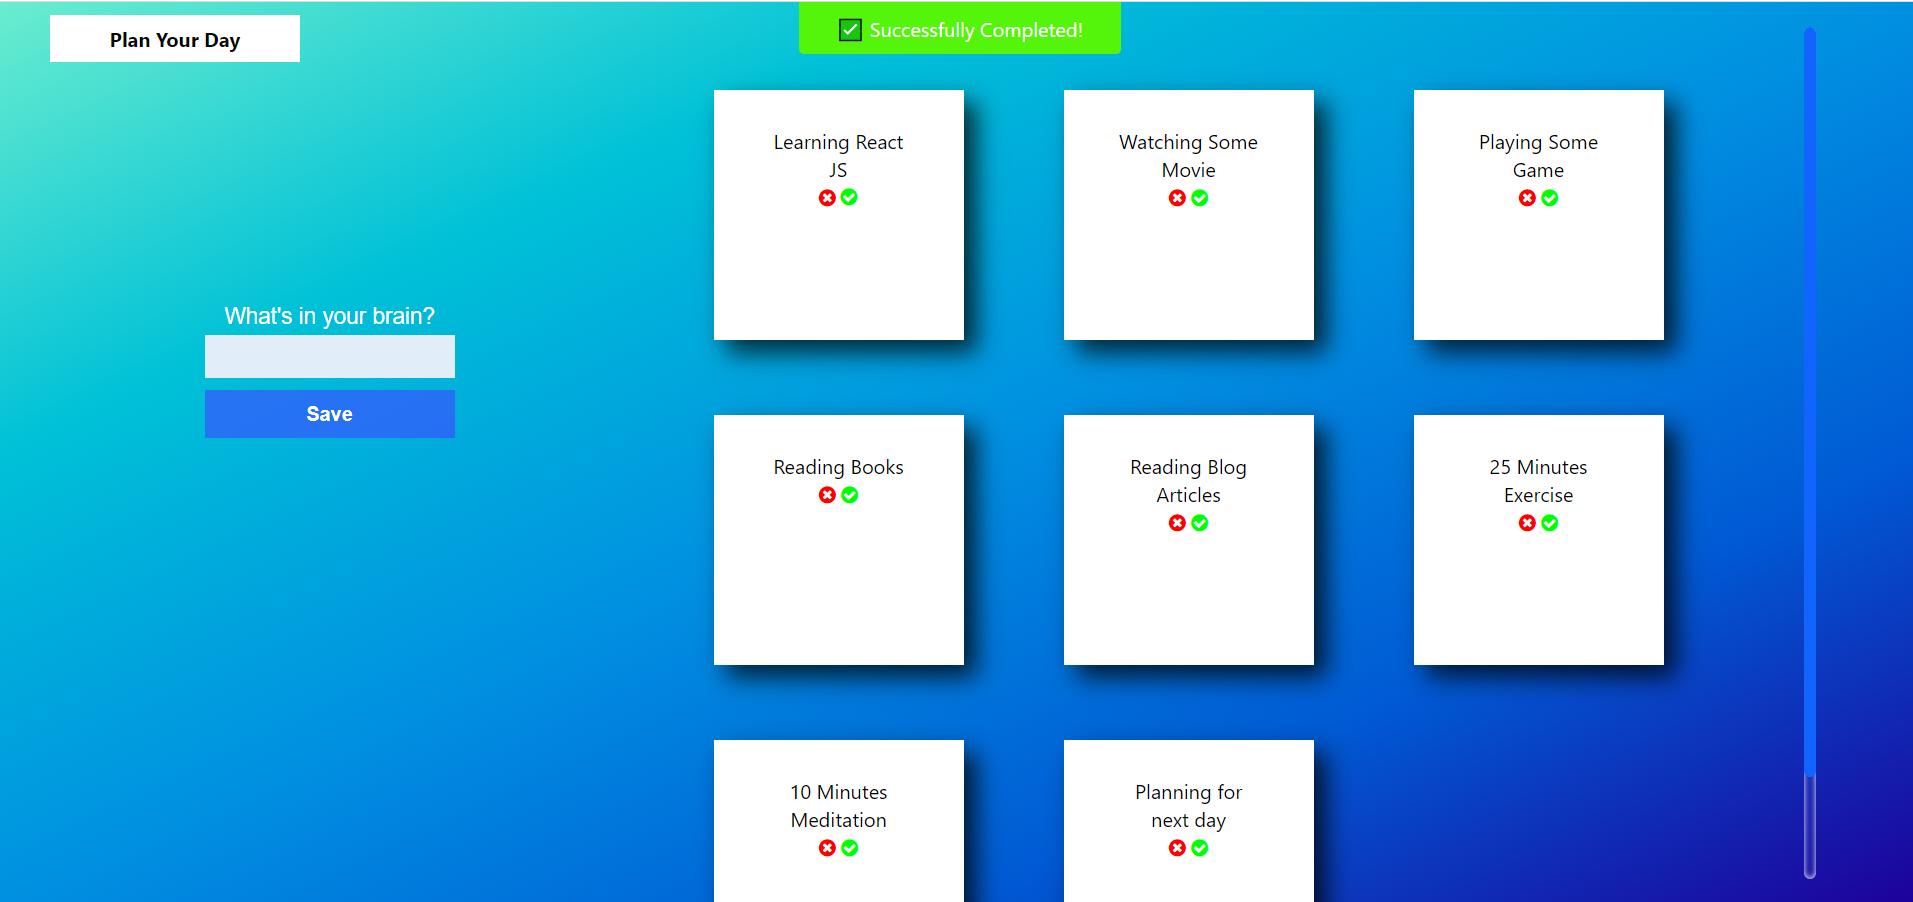 Plan Your Day
Successfully Completed!
What's in your brain?
Save
Learning React
JS
Watching Some
Movie
Playing Some
Game
Reading Books
Reading Blog
Articles
25 Minutes
Exercise
10 Minutes
Meditation
Planning for
next day